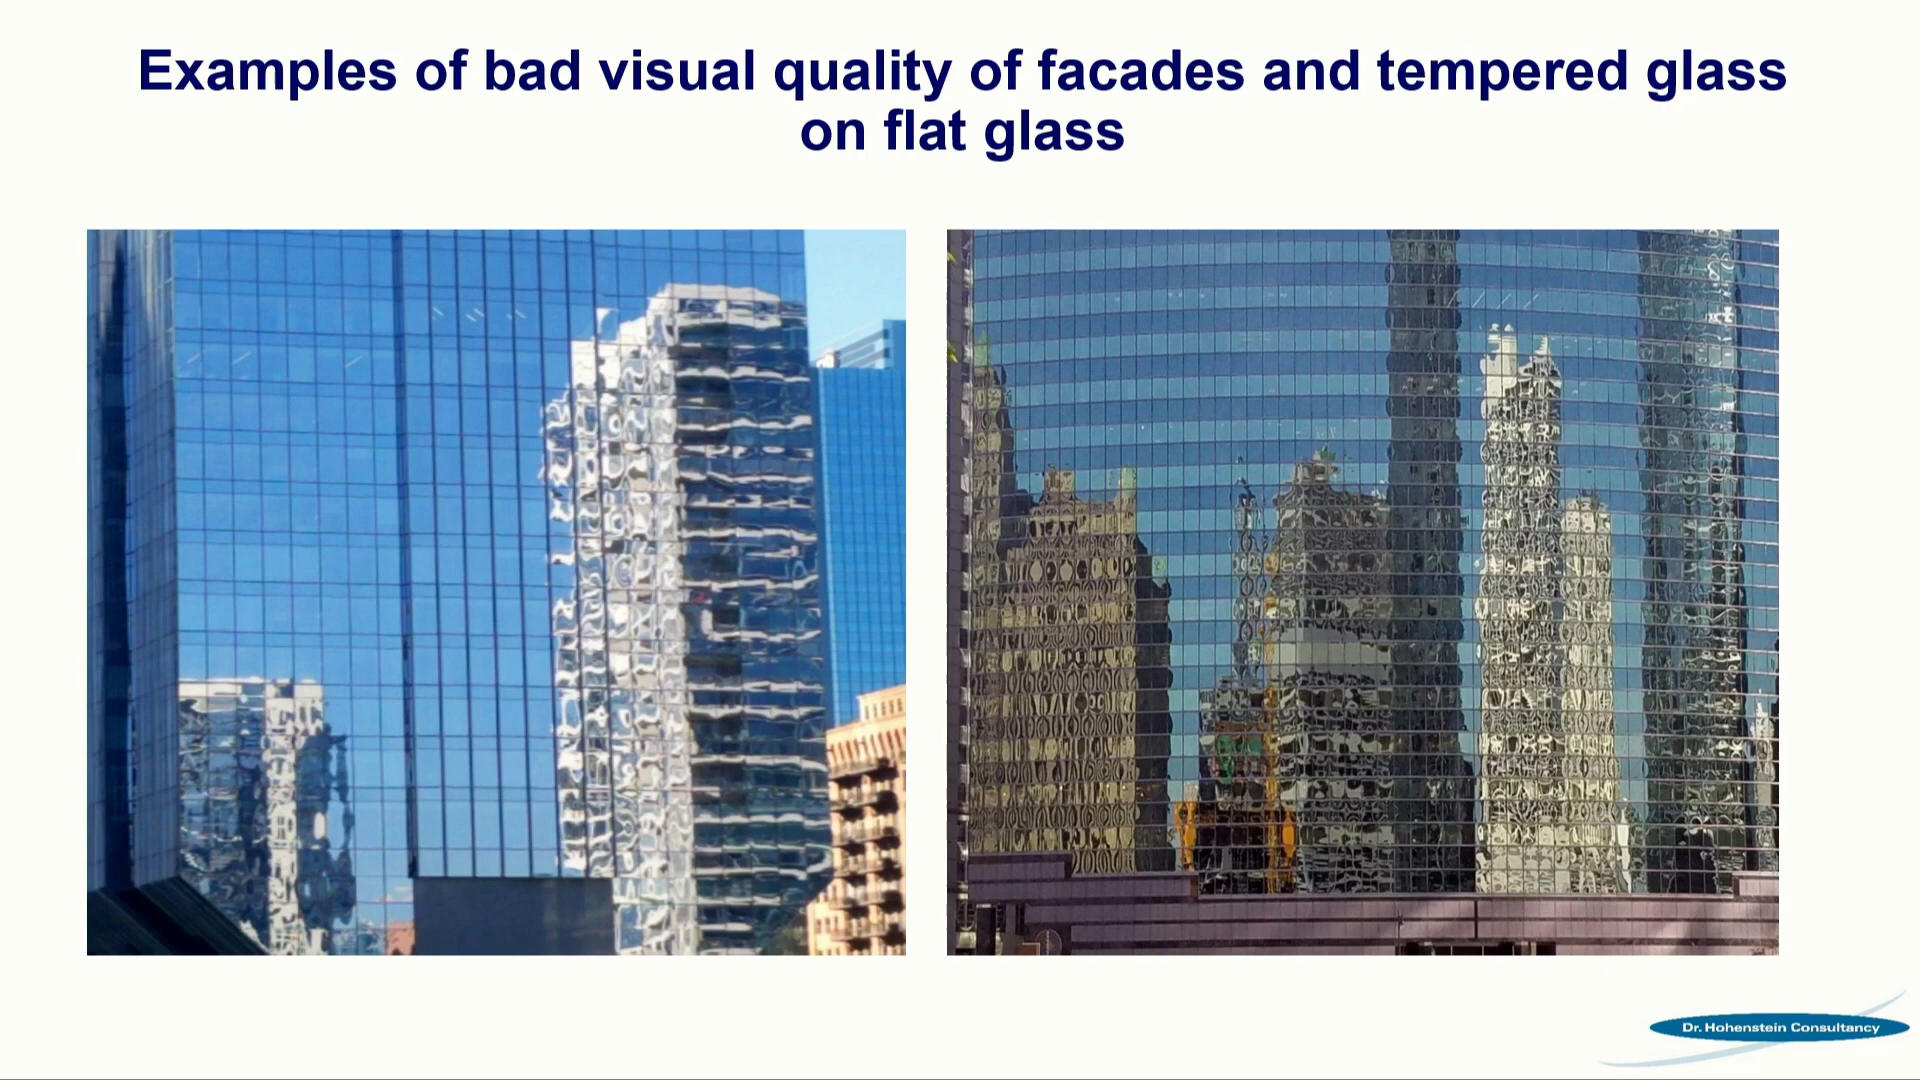 Examples of bad visual quality of facades and tempered glass
on flat glass
Dr. Hohenstein Consultancy